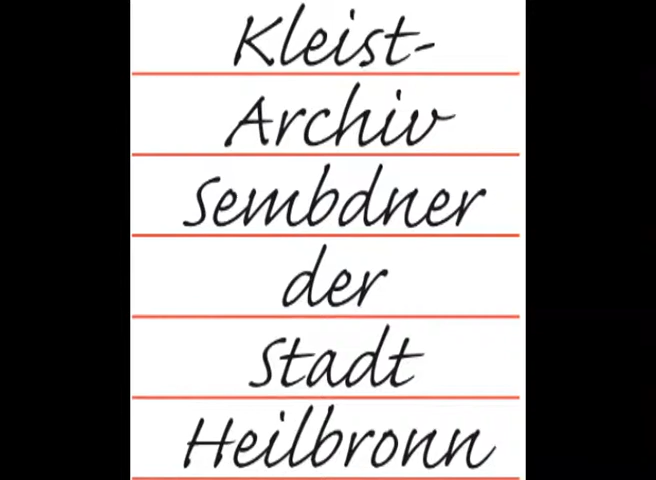 Kleist-
Archiv
Sembdner
der
Stadt
Heilbronn